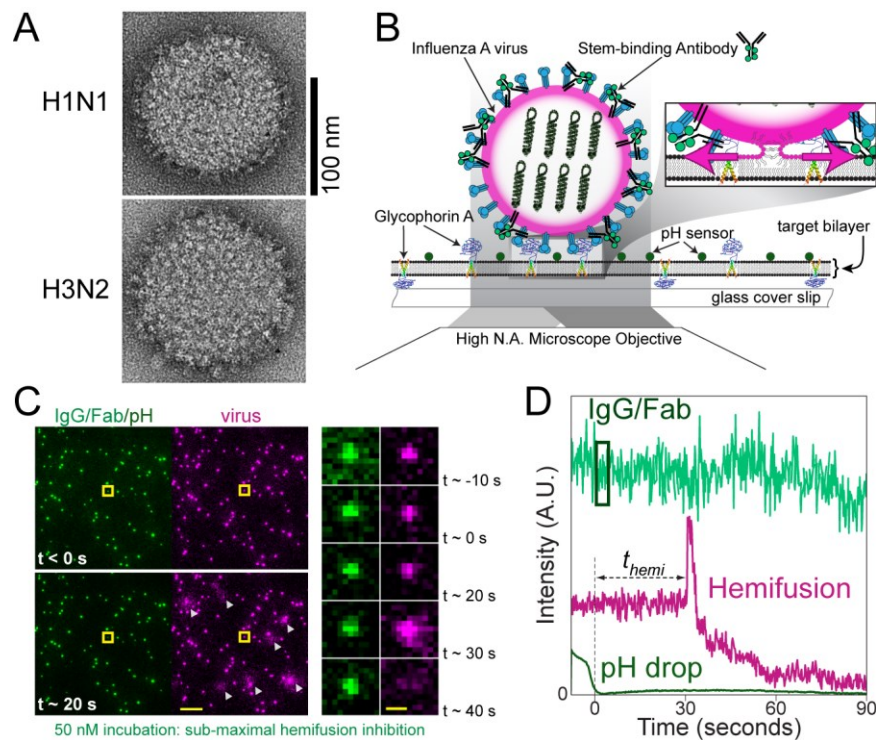 A
H1N1
100 nm
H3N2
B
Influenza A virus
Stem-binding Antibody
Glycophorin A
pH sensor
target bilayer
glass cover slip
High N.A. Microscope Objective
C
IgG/Fab/pH
virus
t < 0 s
t ~ 20 s
t ~ -10 s
t ~ 0 s
t ~ 20 s
t ~ 30 s
t ~ 40 s
50 nM incubation: sub-maximal hemifusion inhibition
D
IgG/Fab
Intensity (A.U.)
t_hemi
Hemifusion
pH drop
0
0 30 60 90
Time (seconds)